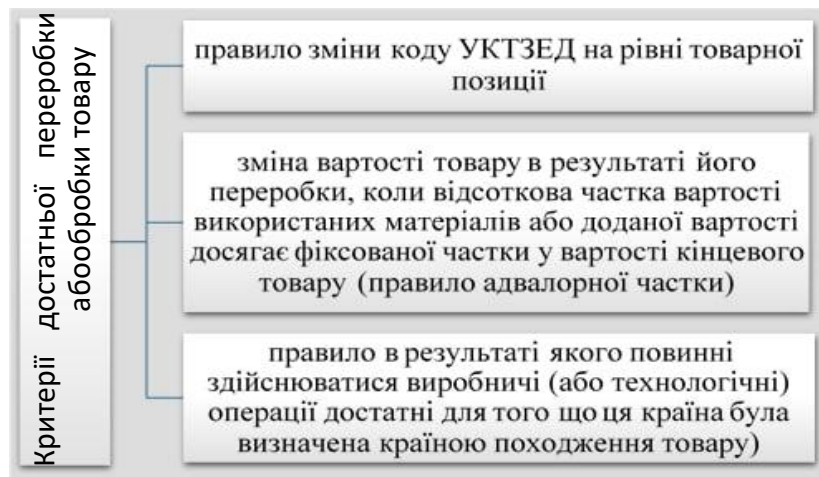 Критерії достатньої переробки
абообробки товару
правило зміни коду УКТЗЕД на рівні товарної
позиції
зміна вартості товару в результаті його
переробки, коли відсоткова частка вартості
використаних матеріалів або доданої вартості
досягає фіксованої частки у вартості кінцевого
товару (правило адвалорної частки)
правило в результаті якого повинні
здійснюватися виробничі (або технологічні)
операції достатні для того що ця країна була
визначена країною походження товару)